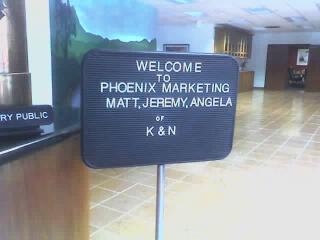 WELCOME
TO
PHOENIX MARKETING
MATT, JEREMY, ANGELA
OF
K & N
RY PUBLIC